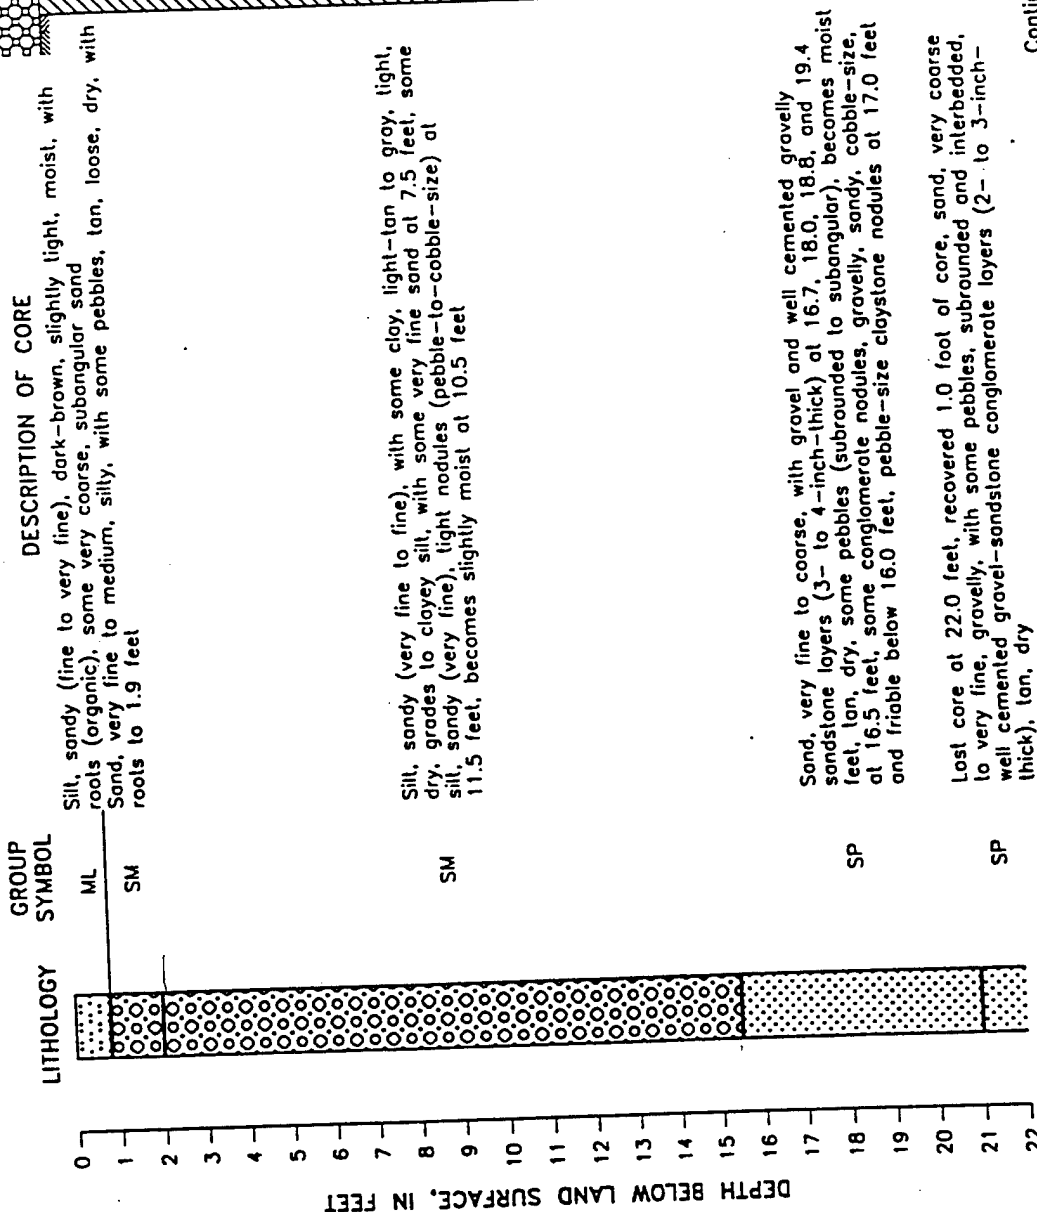 DESCRIPTION OF CORE
GROUP
SYMBOL
LITHOLOGY
ML
Silt, sandy (fine to very fine), dark-brown, slightly tight, moist, with
roots (organic), some very coarse, subangular sand
SM
Sand, very fine to medium, silty, with some pebbles, tan, loose, dry, with
roots to 1.9 feet
SM
Silt, sandy (very fine to fine), with some clay, light-tan to gray, tight,
dry, grades to clayey silt, with some very fine sand at 7.5 feet, some
silt, sandy (very fine), tight nodules (pebble-to-cobble-size) at
11.5 feet, becomes slightly moist at 10.5 feet
SP
Sand, very fine to coarse, with gravel and well cemented gravelly
sandstone layers (3- to 4-inch-thick) at 16.7, 18.0, 18.8, and 19.4
feet, tan, dry, some pebbles (subrounded to subangular), becomes moist
at 16.5 feet, some conglomerate nodules, gravelly, sandy, cobble-size,
and friable below 16.0 feet, pebble-size claystone nodules at 17.0 feet
SP
Lost core at 22.0 feet, recovered 1.0 foot of core, sand, very coarse
to very fine, gravelly, with some pebbles, subrounded and interbedded,
well cemented gravel-sandstone conglomerate layers (2- to 3-inch-
thick), tan, dry
Contin
DEPTH BELOW LAND SURFACE, IN FEET
0
1
2
3
4
5
6
7
8
9
10
11
12
13
14
15
16
17
18
19
20
21
22